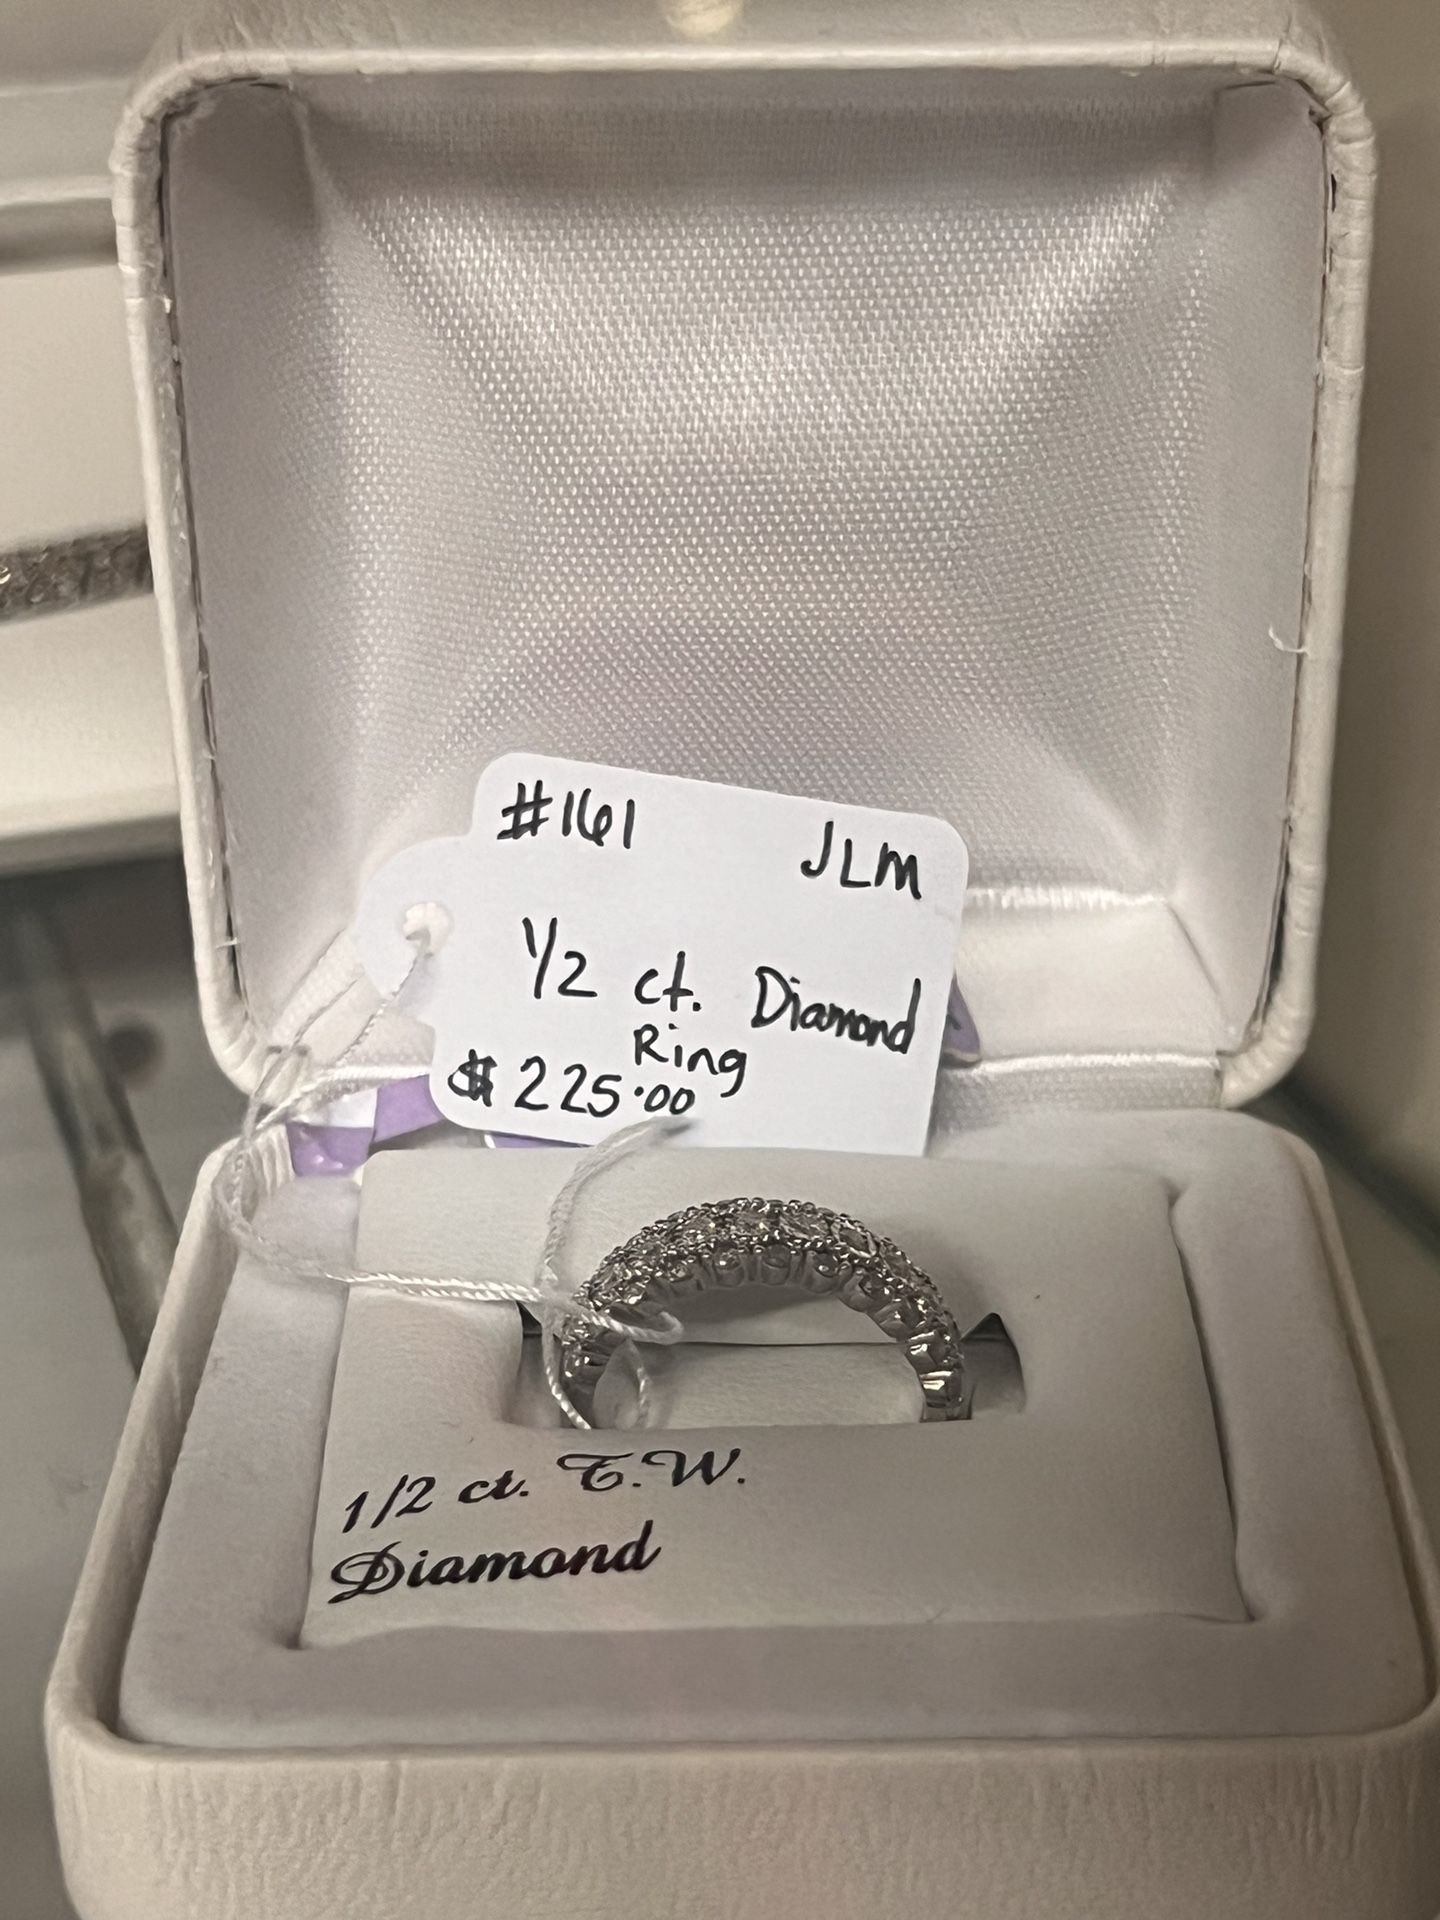 #161 JLM
1/2 ct. Diamond
Ring
$225.00
1/2 ct. T.W.
Diamond